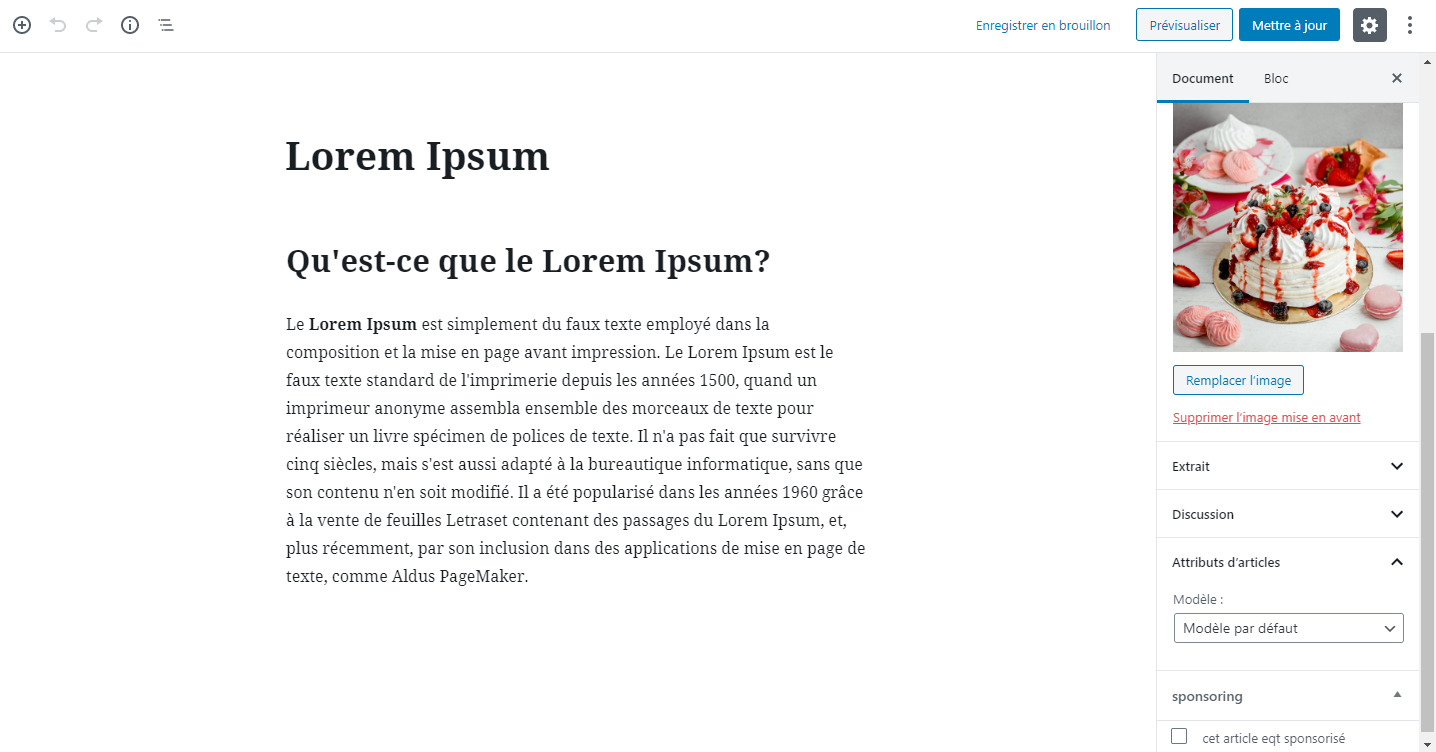 Enregistrer en brouillon
Prévisualiser
Mettre à jour
Document
Bloc
Lorem Ipsum
Qu'est-ce que le Lorem Ipsum?
Le Lorem Ipsum est simplement du faux texte employé dans la
composition et la mise en page avant impression. Le Lorem Ipsum est le
faux texte standard de l'imprimerie depuis les années 1500, quand un
imprimeur anonyme assembla ensemble des morceaux de texte pour
réaliser un livre spécimen de polices de texte. Il n'a pas fait que survivre
cinq siècles, mais s'est aussi adapté à la bureautique informatique, sans que
son contenu n'en soit modifié. Il a été popularisé dans les années 1960 grâce
à la vente de feuilles Letraset contenant des passages du Lorem Ipsum, et,
plus récemment, par son inclusion dans des applications de mise en page de
texte, comme Aldus PageMaker.
Remplacer l’image
Supprimer l’image mise en avant
Extrait
Discussion
Attributs d’articles
Modèle :
Modèle par défaut
sponsoring
cet article eqt sponsorisé